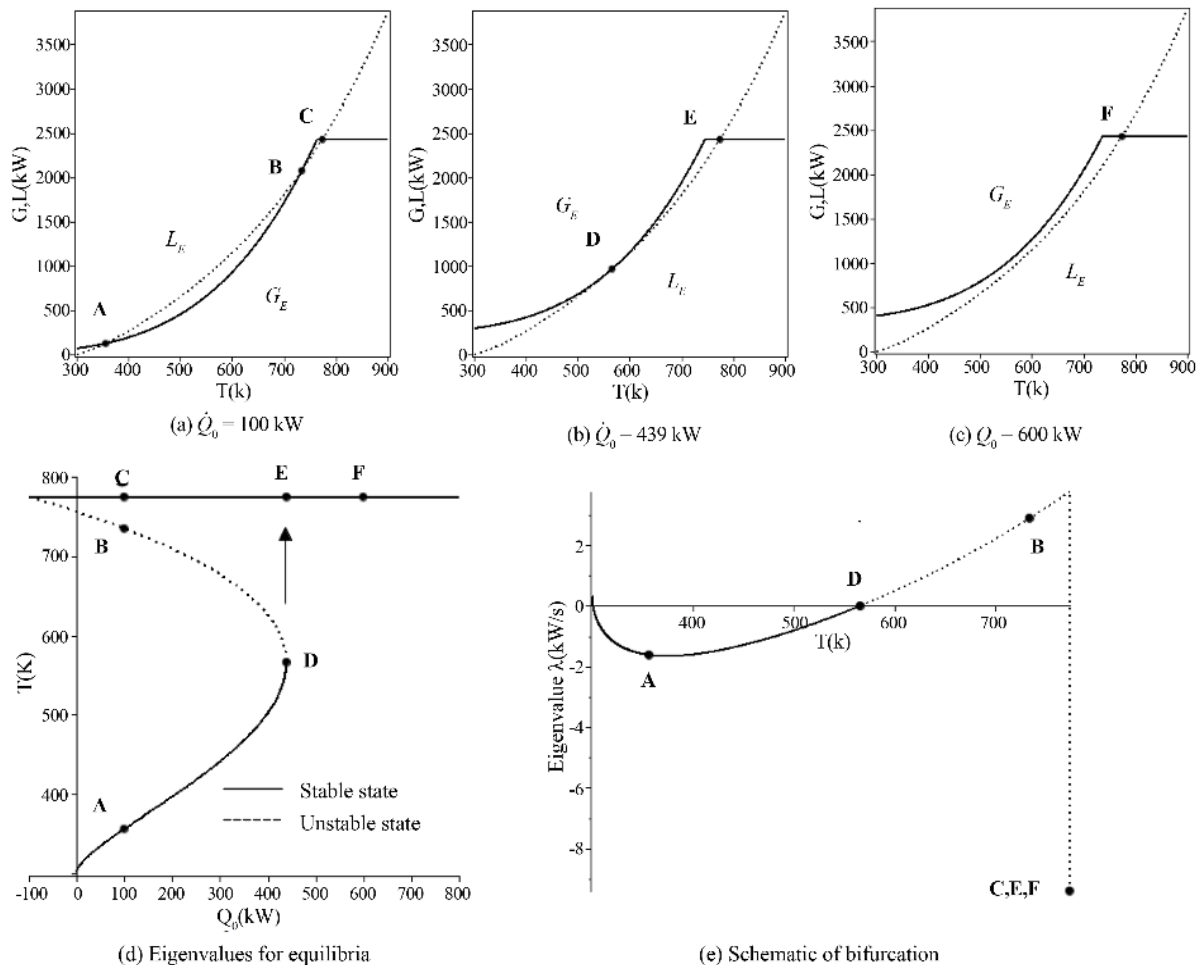 3500
3000
2500
2000
1500
1000
500
0
G,L(kW)
C
B
A
L_E
G_E
300 400 500 600 700 800 900
T(k)
(a) Q̇₀ = 100 kW
3500
3000
2500
2000
1500
1000
500
0
G,L(kW)
E
D
G_E
L_E
300 400 500 600 700 800 900
T(k)
(b) Q̇₀ – 439 kW
3500
3000
2500
2000
1500
1000
500
0
G,L(kW)
F
G_E
L_E
300 400 500 600 700 800 900
T(k)
(c) Q₀ – 600 kW
800
700
600
500
400
T(K)
C E F
B
D
A
Stable state
Unstable state
-100 0 100 200 300 400 500 600 700 800
Q₀(kW)
(d) Eigenvalues for equilibria
2
0
-2
-4
-6
-8
Eigenvalue λ(kW/s)
400 500 600 700
T(k)
A
D
B
C,E,F
(e) Schematic of bifurcation